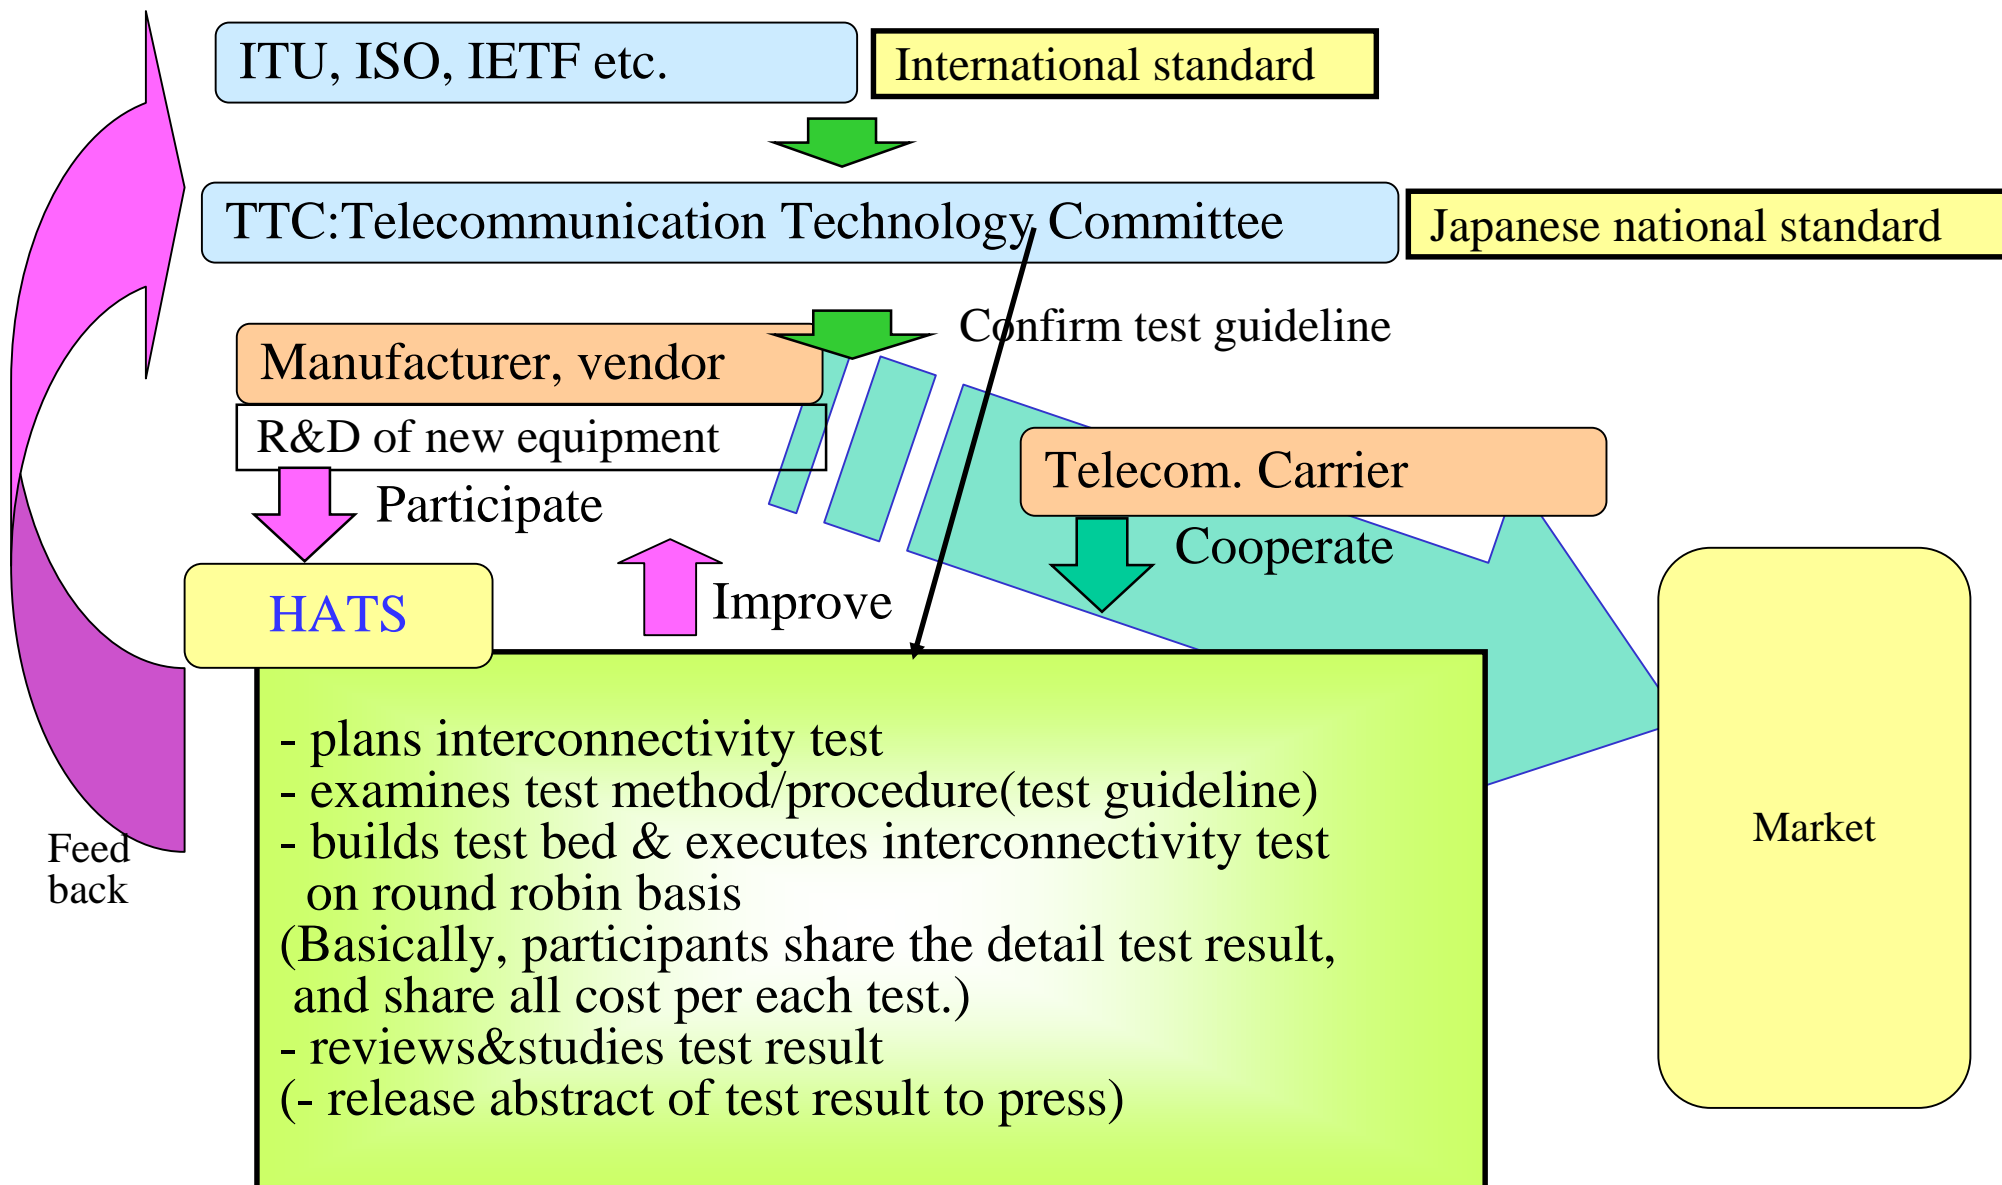 ITU, ISO, IETF etc.
International standard
TTC:Telecommunication Technology Committee
Japanese national standard
Confirm test guideline
Manufacturer, vendor
R&D of new equipment
Telecom. Carrier
Participate
Cooperate
Improve
HATS
- plans interconnectivity test
- examines test method/procedure(test guideline)
- builds test bed & executes interconnectivity test
on round robin basis
(Basically, participants share the detail test result,
and share all cost per each test.)
- reviews&studies test result
(- release abstract of test result to press)
Feed
back
Market